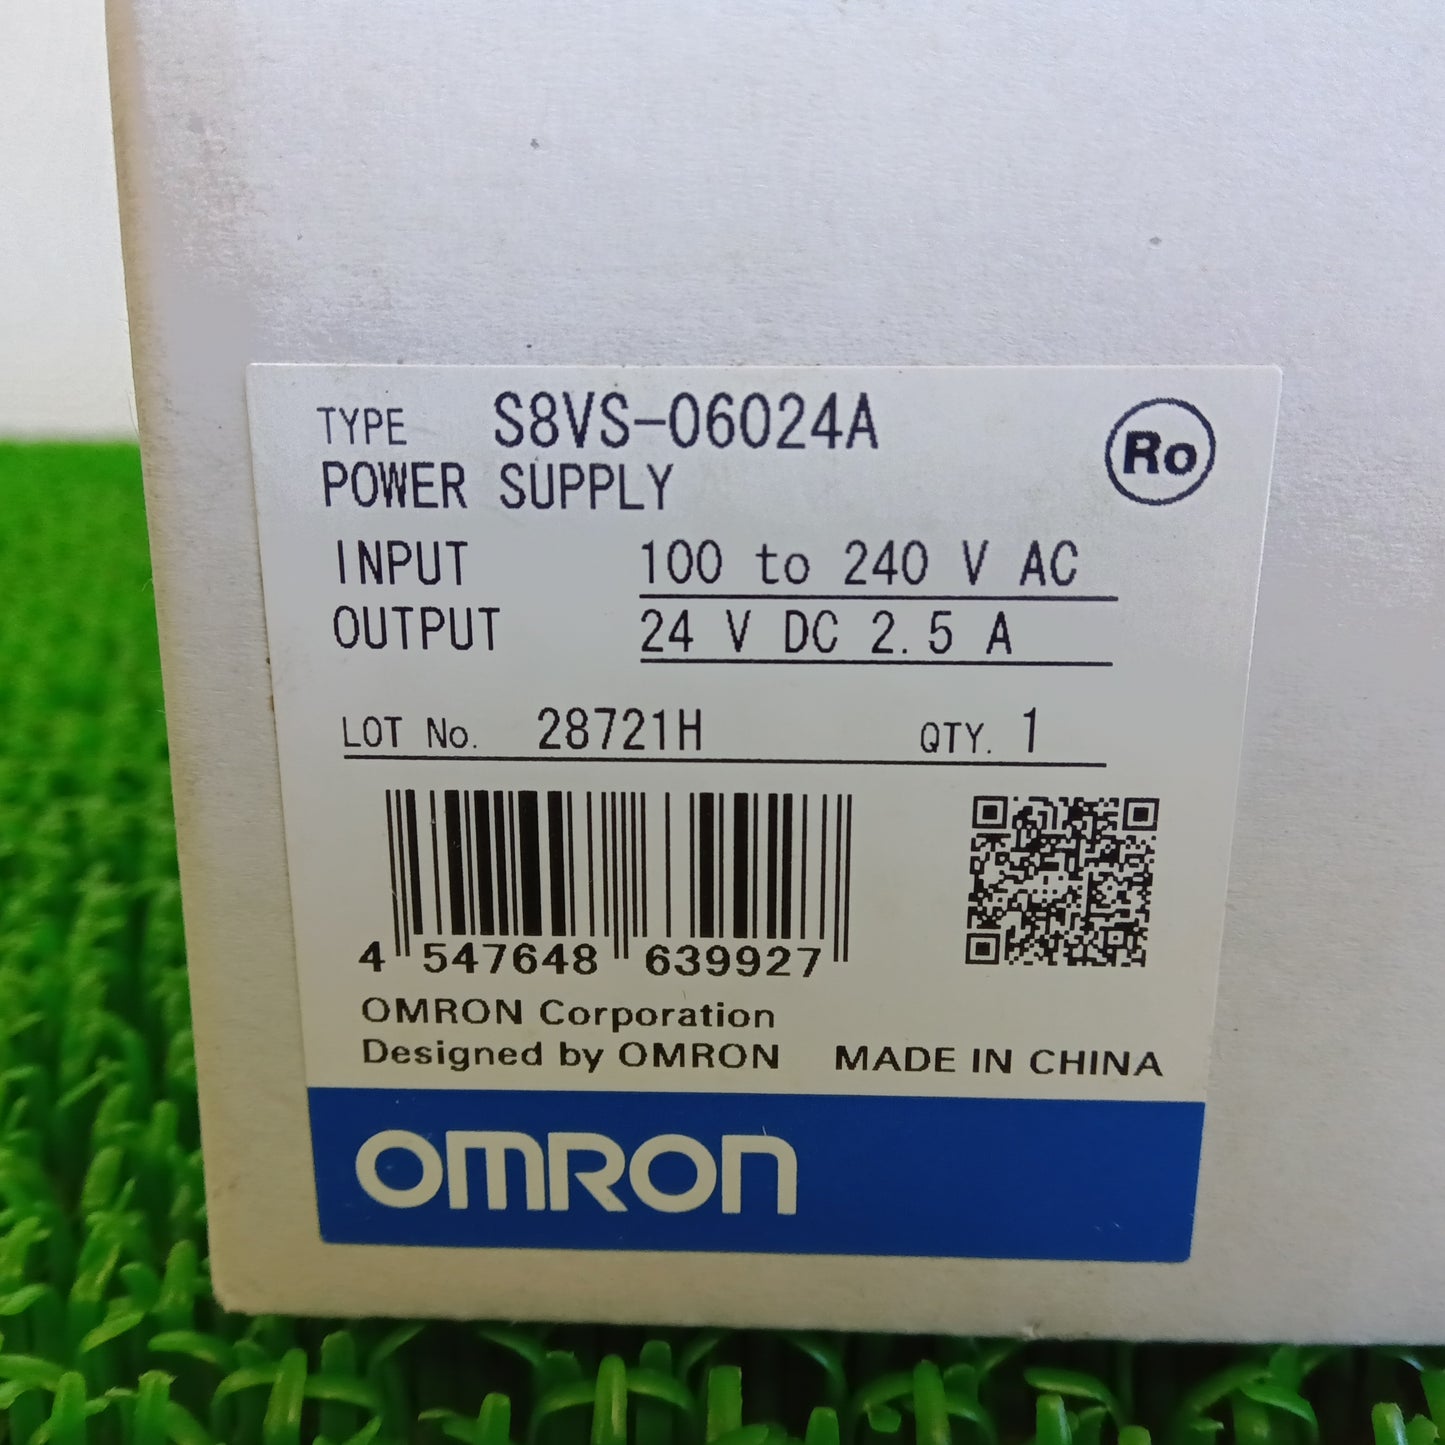 TYPE S8VS-06024A Ro
POWER SUPPLY
INPUT 100 to 240 V AC
OUTPUT 24 V DC 2.5 A
LOT No. 28721H QTY. 1
4 547648 639927
OMRON Corporation
Designed by OMRON MADE IN CHINA
OMRON